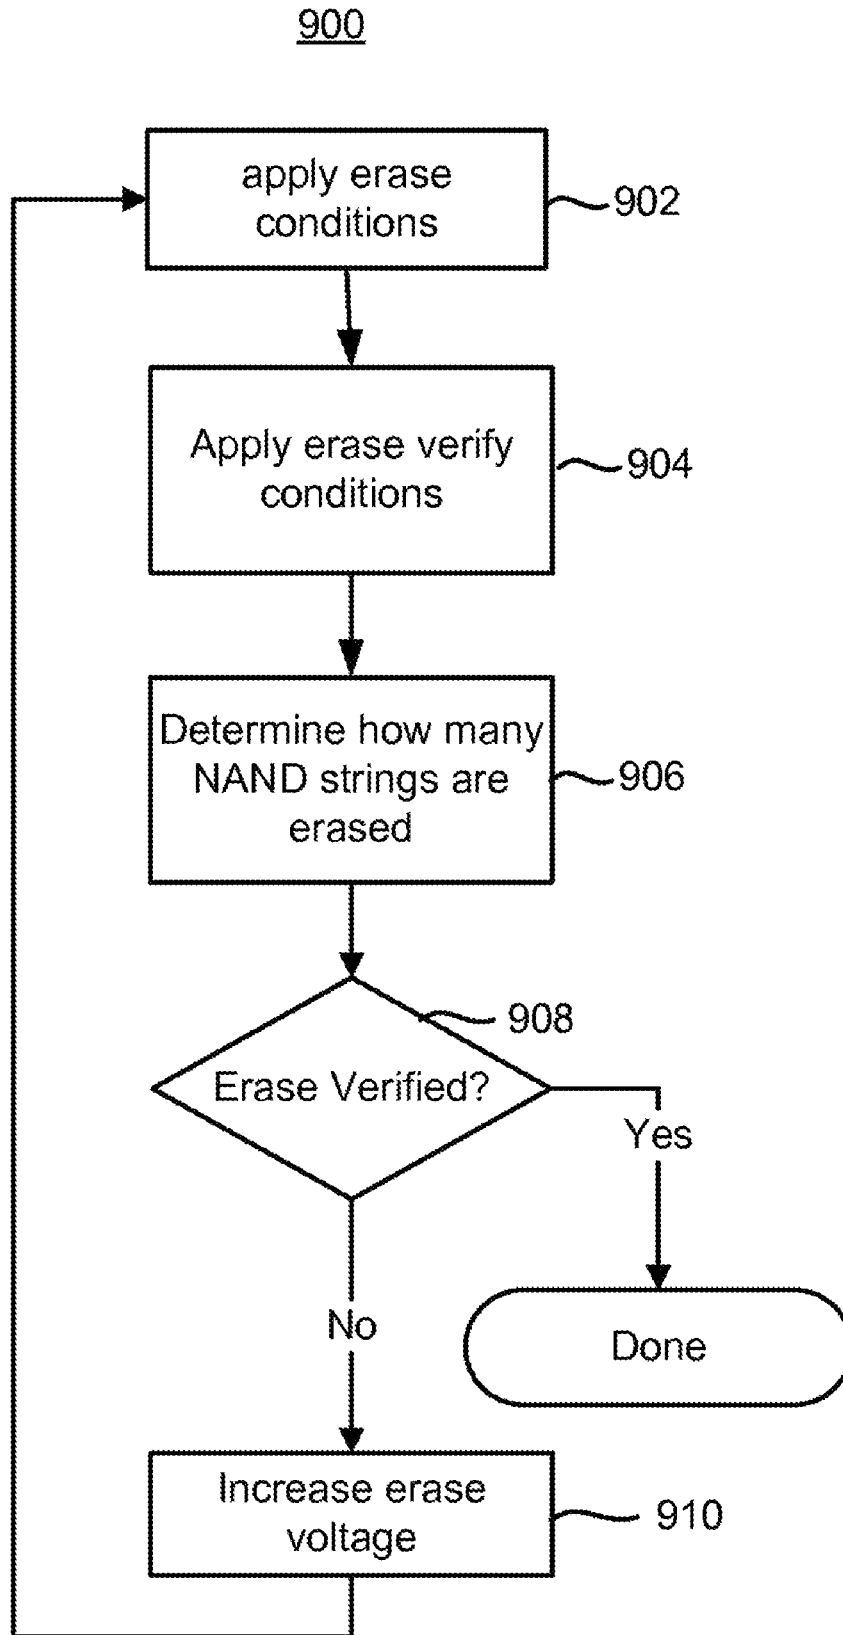 900
apply erase
conditions
902
Apply erase verify
conditions
904
Determine how many
NAND strings are
erased
906
908
Erase Verified?
Yes
No
Done
Increase erase
voltage
910